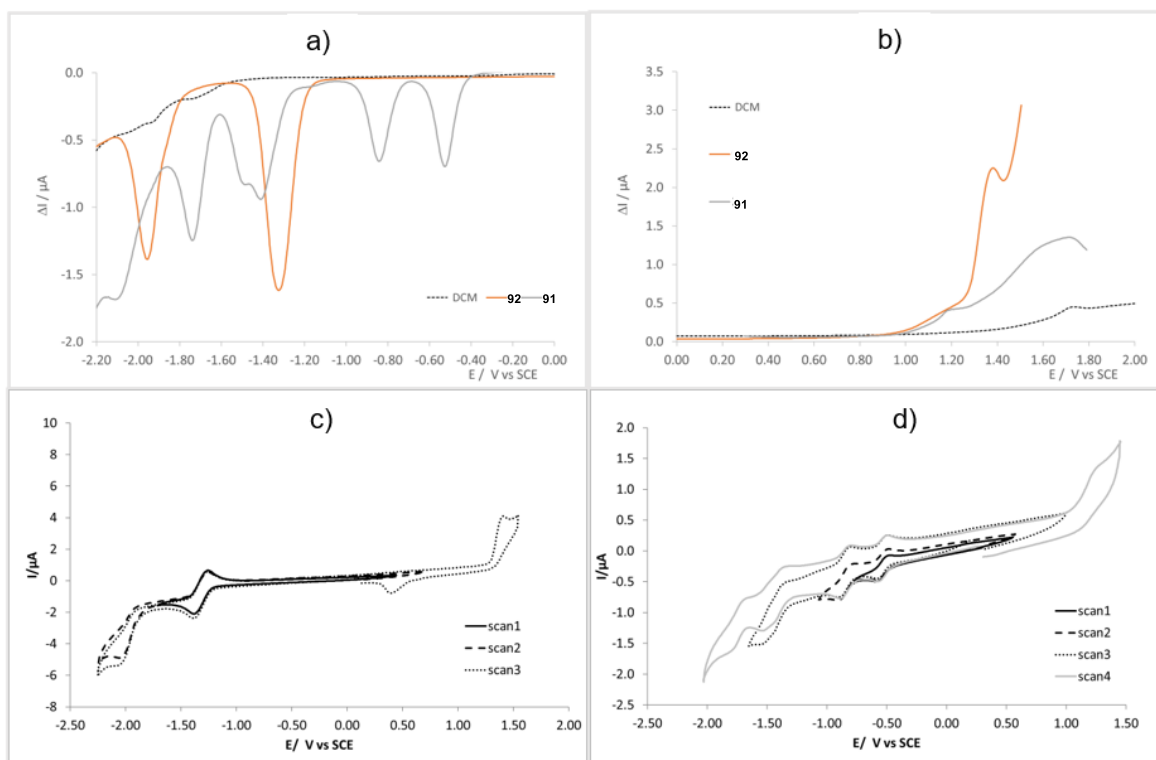 a)
0.0
-0.5
-1.0
-1.5
-2.0
ΔI / µA
DCM 92 91
-2.20 -2.00 -1.80 -1.60 -1.40 -1.20 -1.00 -0.80 -0.60 -0.40 -0.20 0.00
E / V vs SCE
b)
3.5
3.0
2.5
2.0
1.5
1.0
0.5
0.0
ΔI / µA
DCM
92
91
0.00 0.20 0.40 0.60 0.80 1.00 1.20 1.40 1.60 1.80 2.00
E / V vs SCE
c)
10
8
6
4
2
0
-2
-4
-6
-8
I/µA
scan1
scan2
scan3
-2.50 -2.00 -1.50 -1.00 -0.50 0.00 0.50 1.00 1.50 2.00
E/ V vs SCE
d)
2.0
1.5
1.0
0.5
0.0
-0.5
-1.0
-1.5
-2.0
-2.5
I/µA
scan1
scan2
scan3
scan4
-2.50 -2.00 -1.50 -1.00 -0.50 0.00 0.50 1.00 1.50
E/ V vs SCE